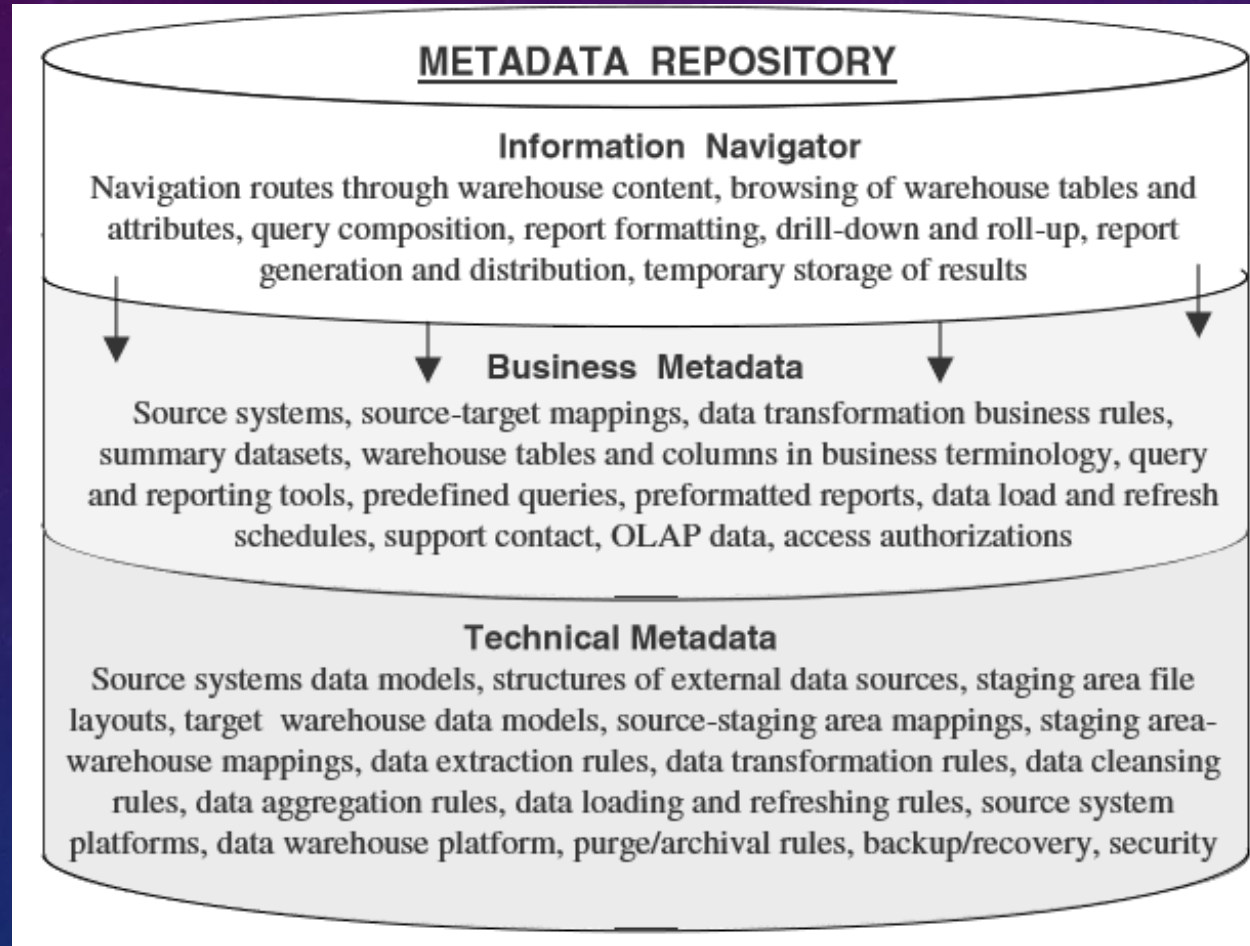 METADATA REPOSITORY
Information Navigator
Navigation routes through warehouse content, browsing of warehouse tables and
attributes, query composition, report formatting, drill-down and roll-up, report
generation and distribution, temporary storage of results
Business Metadata
Source systems, source-target mappings, data transformation business rules,
summary datasets, warehouse tables and columns in business terminology, query
and reporting tools, predefined queries, preformatted reports, data load and refresh
schedules, support contact, OLAP data, access authorizations
Technical Metadata
Source systems data models, structures of external data sources, staging area file
layouts, target warehouse data models, source-staging area mappings, staging area-
warehouse mappings, data extraction rules, data transformation rules, data cleansing
rules, data aggregation rules, data loading and refreshing rules, source system
platforms, data warehouse platform, purge/archival rules, backup/recovery, security